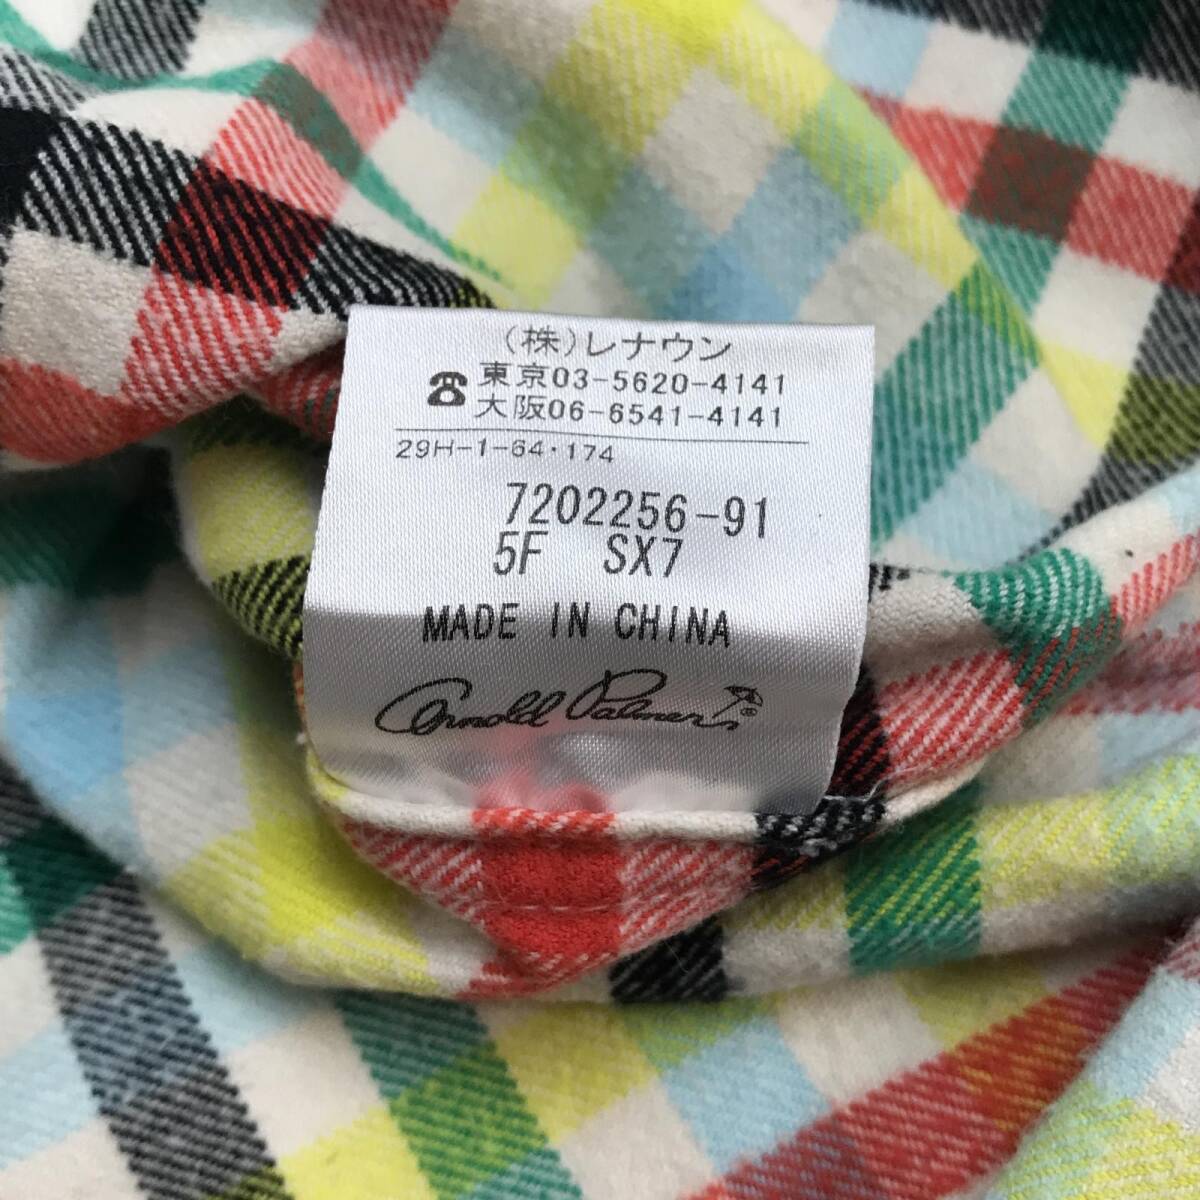 (株)レナウン
☎東京03-5620-4141
大阪06-6541-4141
29H-1-64・174
7202256-91
5F SX7
MADE IN CHINA
Arnold Palmer ®